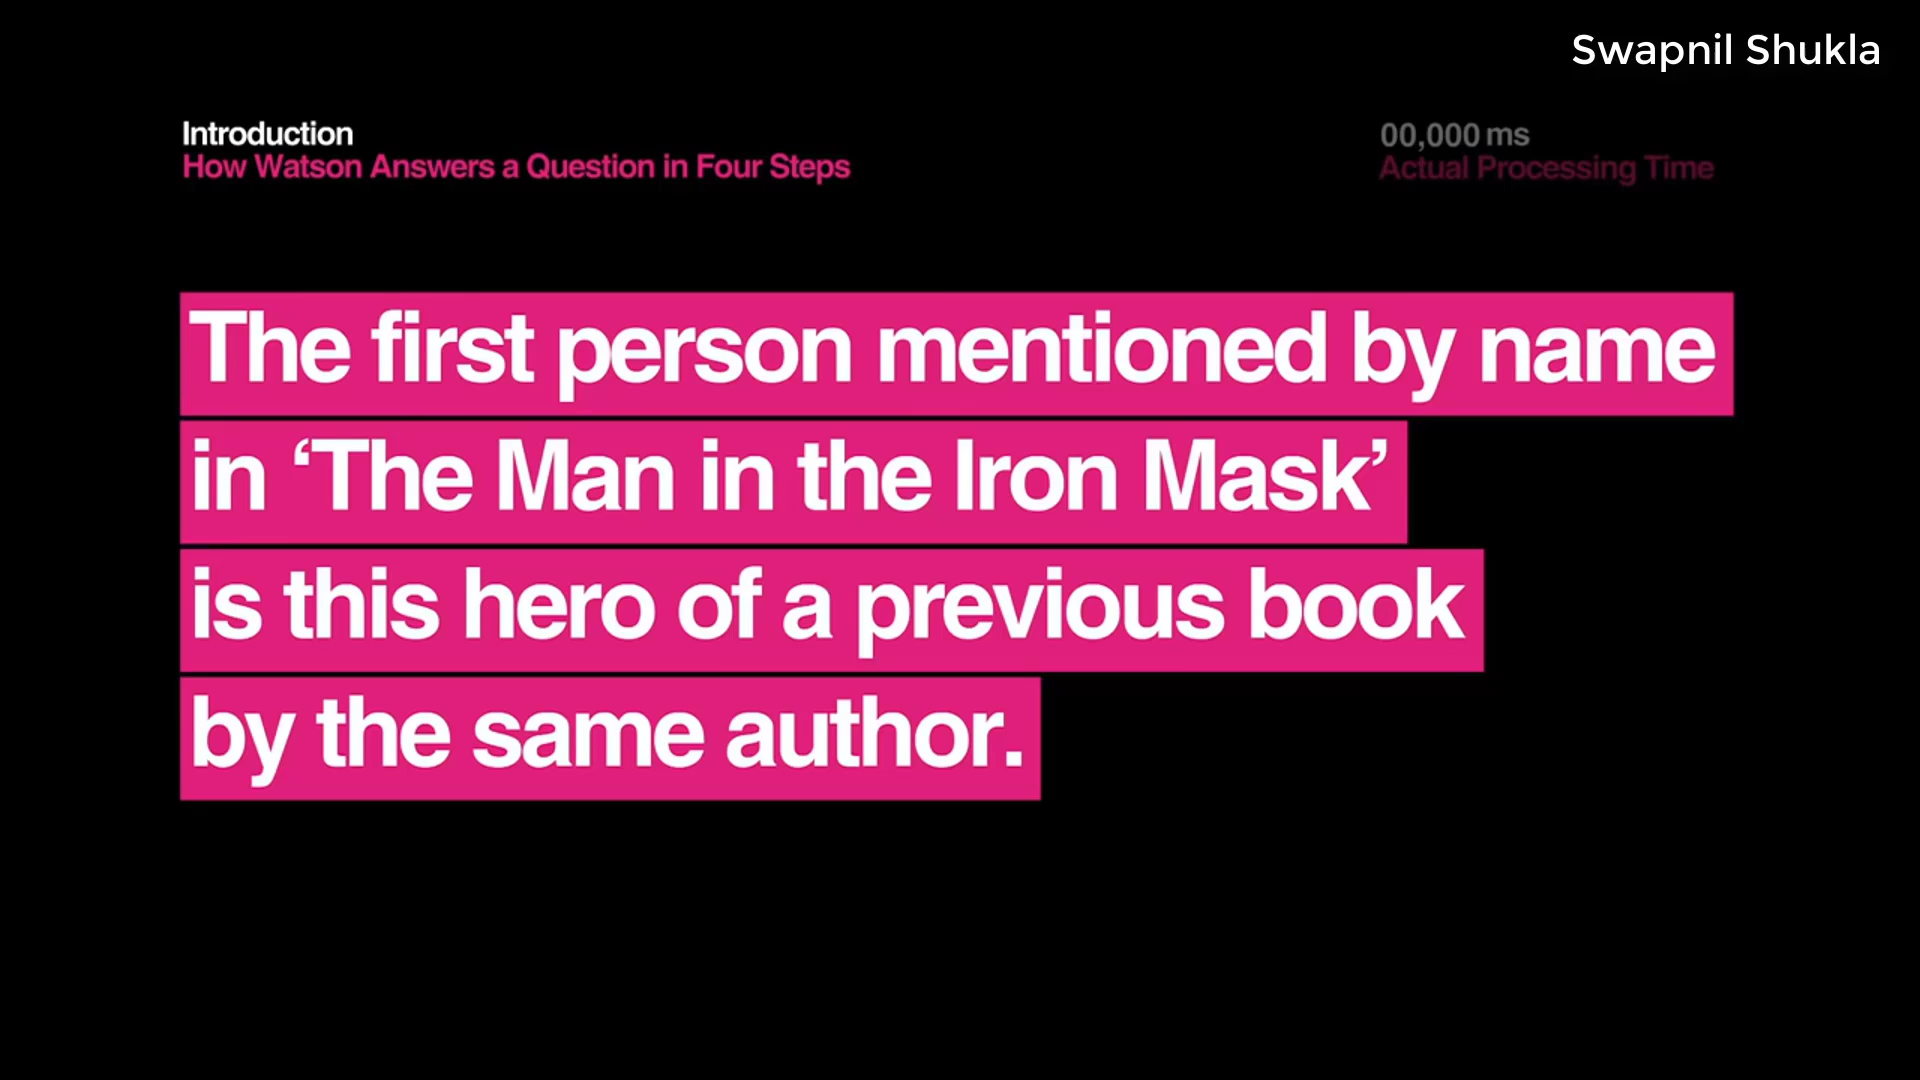 Swapnil Shukla
Introduction
How Watson Answers a Question in Four Steps
00,000 ms
Actual Processing Time
The first person mentioned by name
in ‘The Man in the Iron Mask’
is this hero of a previous book
by the same author.